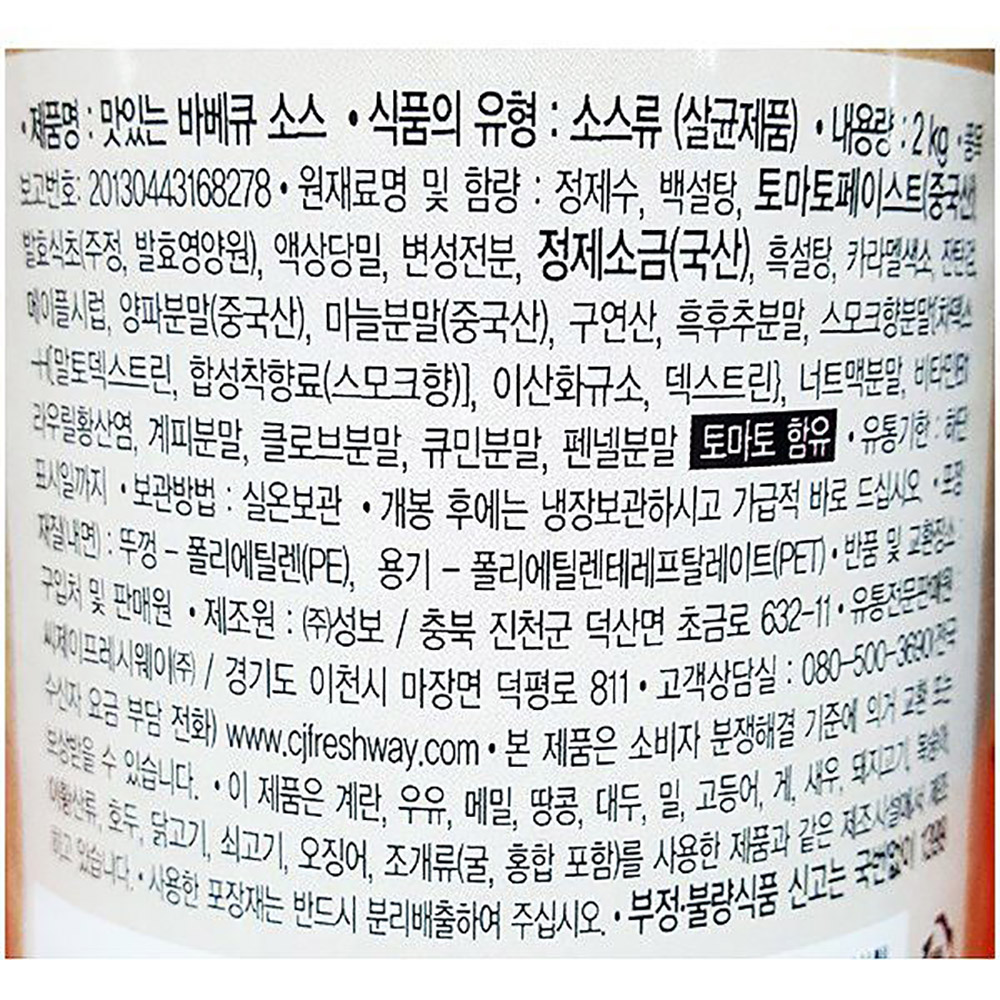 •제품명 : 맛있는 바베큐 소스 •식품의 유형 : 소스류 (살균제품) •내용량 : 2 kg •품목
보고번호: 20130443168278 • 원재료명 및 함량 : 정제수, 백설탕, 토마토페이스트(중국산),
발효식초(주정, 발효영양원), 액상당밀, 변성전분, 정제소금(국산), 흑설탕, 카라멜색소, 잔탄검,
메이플시럽, 양파분말(중국산), 마늘분말(중국산), 구연산, 흑후추분말, 스모크향분말
[말토덱스트린, 합성착향료(스모크향)], 이산화규소, 덱스트린}, 너트맥분말, 비타민B1
라우릴황산염, 계피분말, 클로브분말, 큐민분말, 펜넬분말 토마토 함유 •유통기한 : 하단
표시일까지 •보관방법 : 실온보관 •개봉 후에는 냉장보관하시고 가급적 바로 드십시오 •포장
재질(내면) : 뚜껑 – 폴리에틸렌(PE), 용기 – 폴리에틸렌테레프탈레이트(PET) •반품 및 교환장소 :
구입처 및 판매원 •제조원 : (주)성보 / 충북 진천군 덕산면 초금로 632-11 •유통전문판매원 :
씨제이프레시웨이(주) / 경기도 이천시 마장면 덕평로 811 •고객상담실 : 080-500-3690(전국
수신자 요금 부담 전화) www.cjfreshway.com •본 제품은 소비자 분쟁해결 기준에 의거 교환 또는
보상받을 수 있습니다. •이 제품은 계란, 우유, 메밀, 땅콩, 대두, 밀, 고등어, 게, 새우, 돼지고기, 복숭아,
아황산류, 호두, 닭고기, 쇠고기, 오징어, 조개류(굴, 홍합 포함)를 사용한 제품과 같은 제조시설에서 제조
하고 있습니다. •사용한 포장재는 반드시 분리배출하여 주십시오. •부정·불량식품 신고는 국번없이 1399